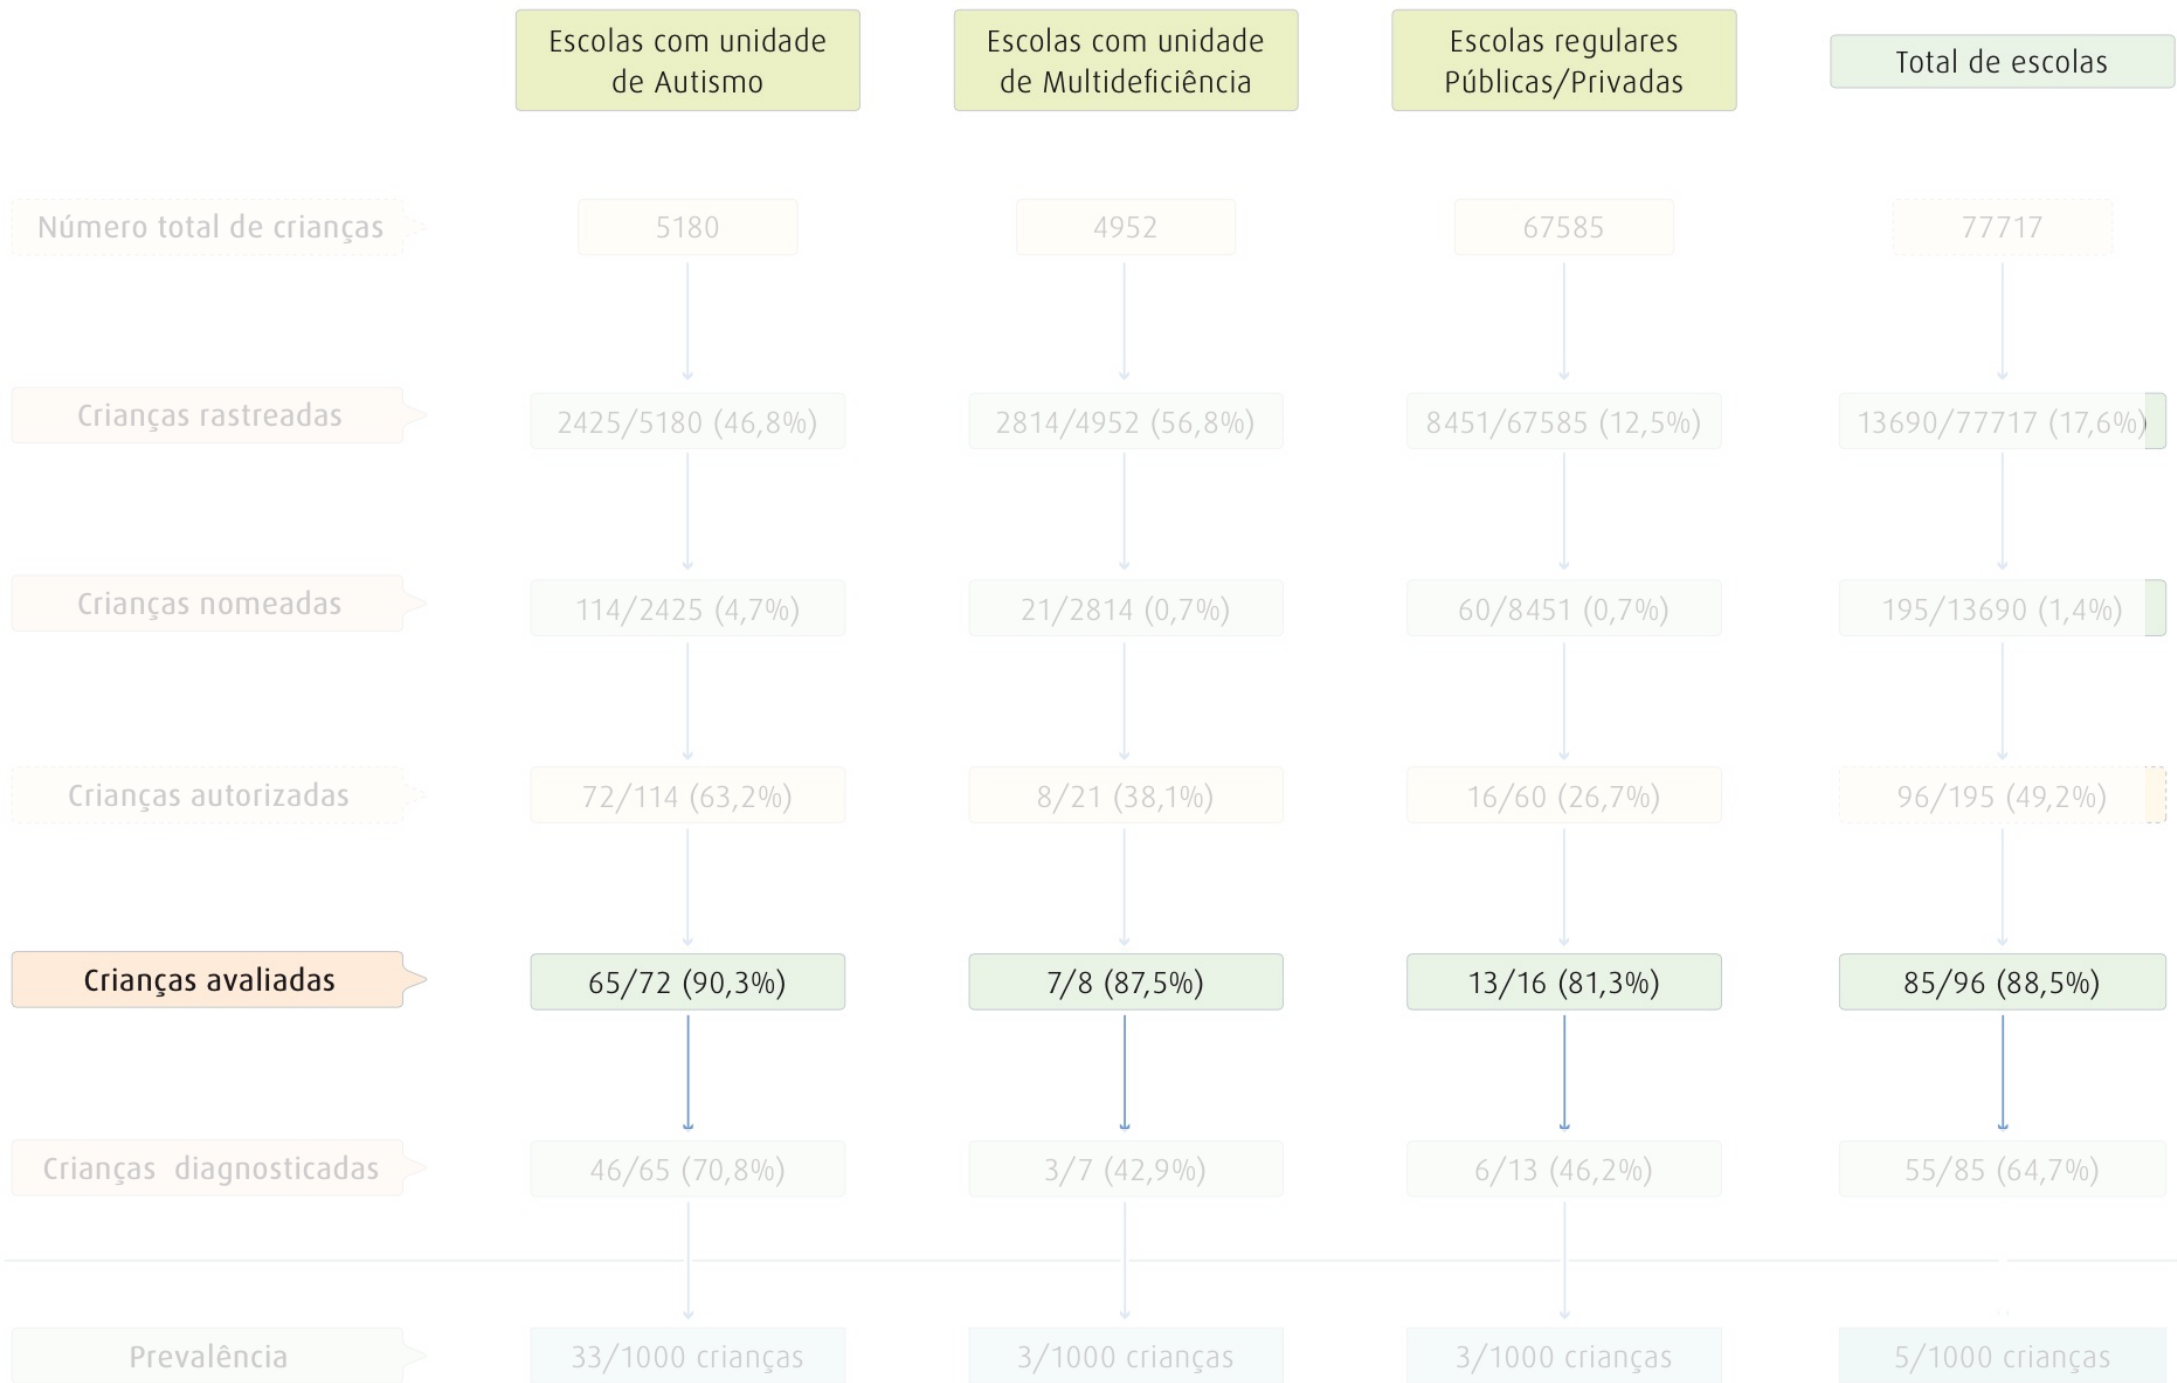 Escolas com unidade
de Autismo
Escolas com unidade
de Multideficiência
Escolas regulares
Públicas/Privadas
Total de escolas
Número total de crianças
5180
4952
67585
77717
Crianças rastreadas
2425/5180 (46,8%)
2814/4952 (56,8%)
8451/67585 (12,5%)
13690/77717 (17,6%)
Crianças nomeadas
114/2425 (4,7%)
21/2814 (0,7%)
60/8451 (0,7%)
195/13690 (1,4%)
Crianças autorizadas
72/114 (63,2%)
8/21 (38,1%)
16/60 (26,7%)
96/195 (49,2%)
Crianças avaliadas
65/72 (90,3%)
7/8 (87,5%)
13/16 (81,3%)
85/96 (88,5%)
Crianças diagnosticadas
46/65 (70,8%)
3/7 (42,9%)
6/13 (46,2%)
55/85 (64,7%)
Prevalência
33/1000 crianças
3/1000 crianças
3/1000 crianças
5/1000 crianças